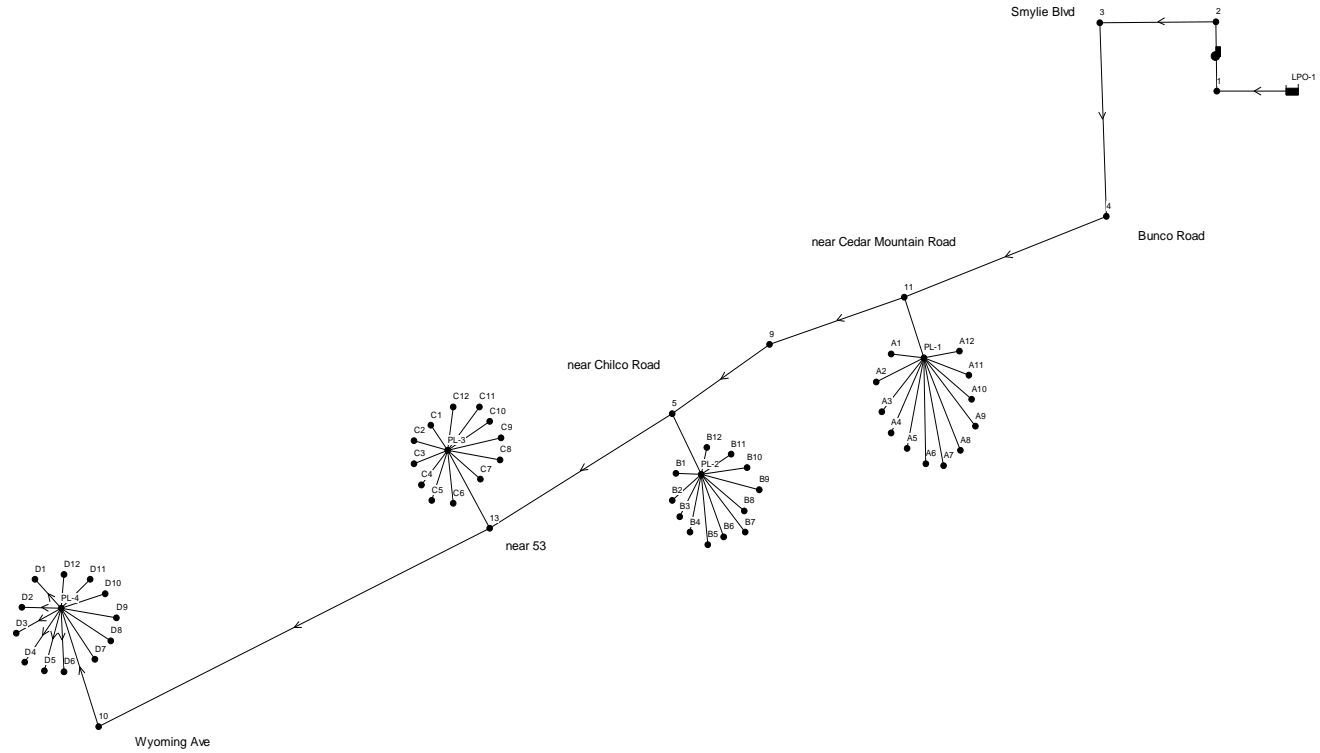 Smylie Blvd
3
2
LPO-1
1
4
Bunco Road
near Cedar Mountain Road
11
9
A1
PL-1
A12
A2
A11
A10
A3
A4
A9
A5
A8
A6
A7
near Chilco Road
5
B12
B11
B1
PL-2
B10
B9
B2
B3
B8
B4
B6
B7
B5
C12
C11
C1
C10
C2
PL-3
C9
C3
C8
C4
C7
C5
C6
13
near 53
D1
D12
D11
D10
D2
PL-4
D9
D3
D8
D4
D5
D6
D7
10
Wyoming Ave